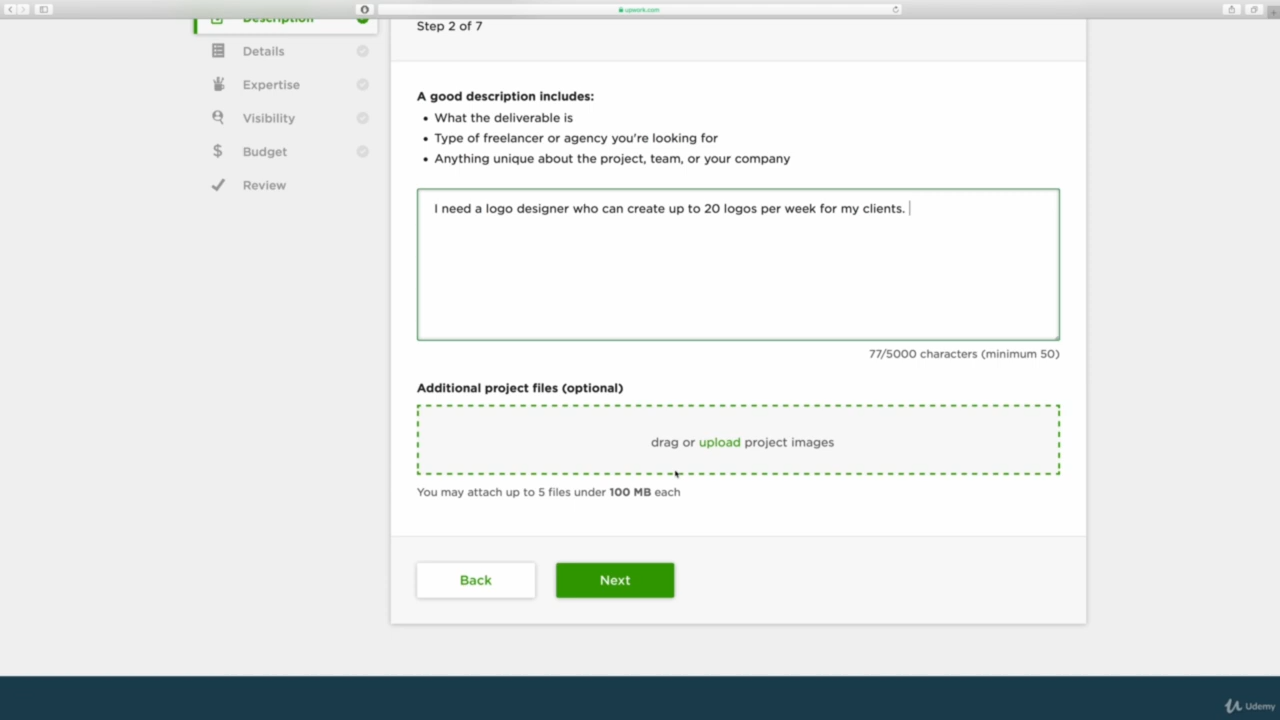 upwork.com
Description
Step 2 of 7
Details
Expertise
Visibility
Budget
Review
A good description includes:
• What the deliverable is
• Type of freelancer or agency you're looking for
• Anything unique about the project, team, or your company
I need a logo designer who can create up to 20 logos per week for my clients.
77/5000 characters (minimum 50)
Additional project files (optional)
drag or upload project images
You may attach up to 5 files under 100 MB each
Back
Next
Udemy